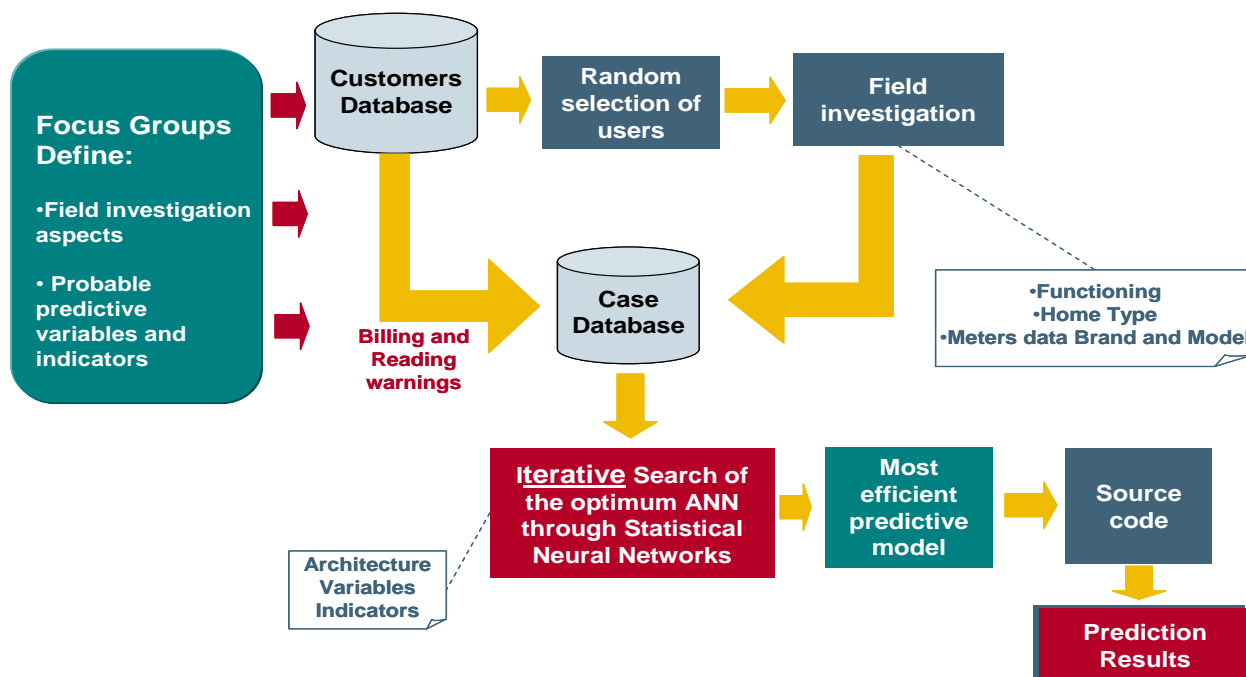 Focus Groups
Define:
•Field investigation
aspects
• Probable
predictive
variables and
indicators
Customers
Database
Random
selection of
users
Field
investigation
Billing and
Reading
warnings
Case
Database
•Functioning
•Home Type
•Meters data Brand and Model
Iterative Search of
the optimum ANN
through Statistical
Neural Networks
Architecture
Variables
Indicators
Most
efficient
predictive
model
Source
code
Prediction
Results